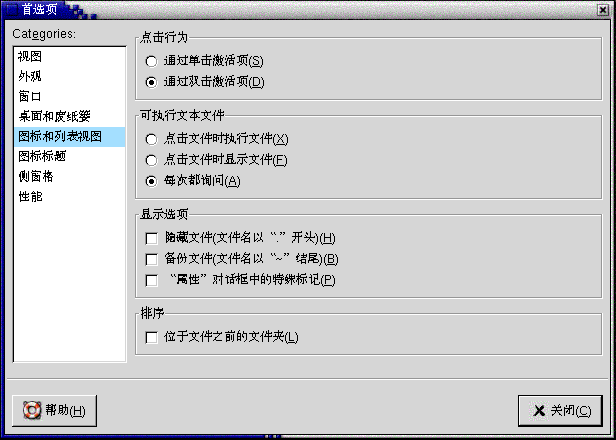 首选项
Categories:
视图
外观
窗口
桌面和废纸篓
图标和列表视图
图标标题
侧窗格
性能
点击行为
通过单击激活项(S)
通过双击激活项(D)
可执行文本文件
点击文件时执行文件(X)
点击文件时显示文件(F)
每次都询问(A)
显示选项
隐藏文件(文件名以“.”开头)(H)
备份文件(文件名以“~”结尾)(B)
“属性”对话框中的特殊标记(P)
排序
位于文件之前的文件夹(L)
帮助(H)
关闭(C)